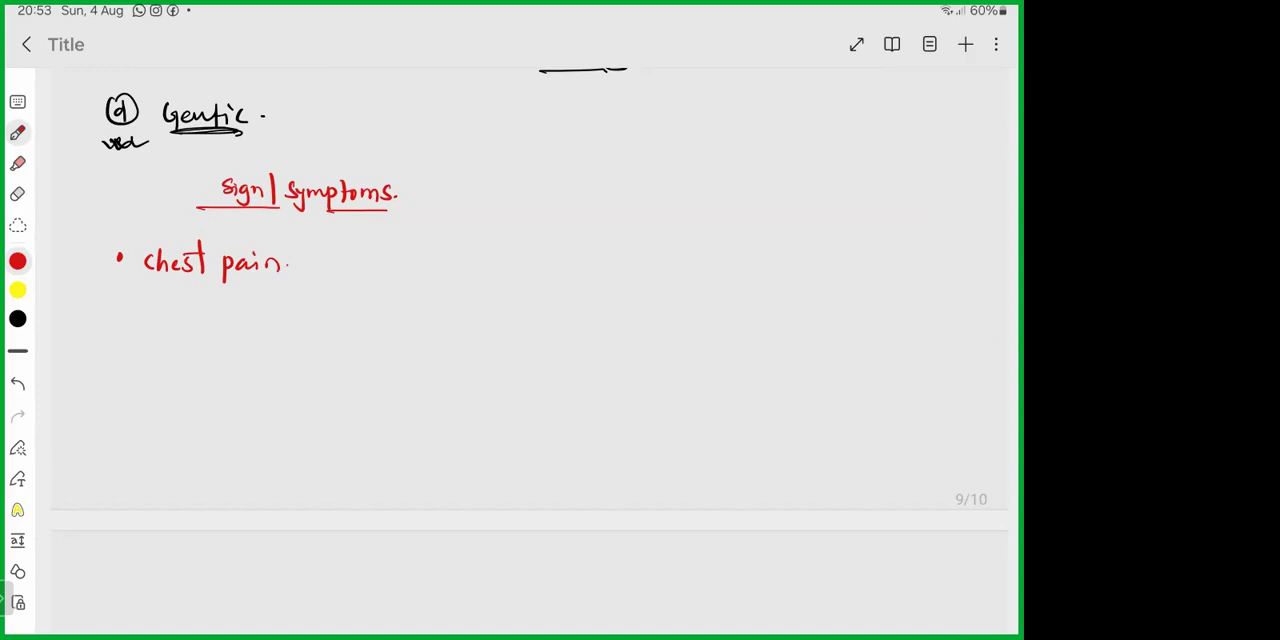 20:53 Sun, 4 Aug 60%
Title
(d) Gentic.
sign/symptoms.
• chest pain.
9/10